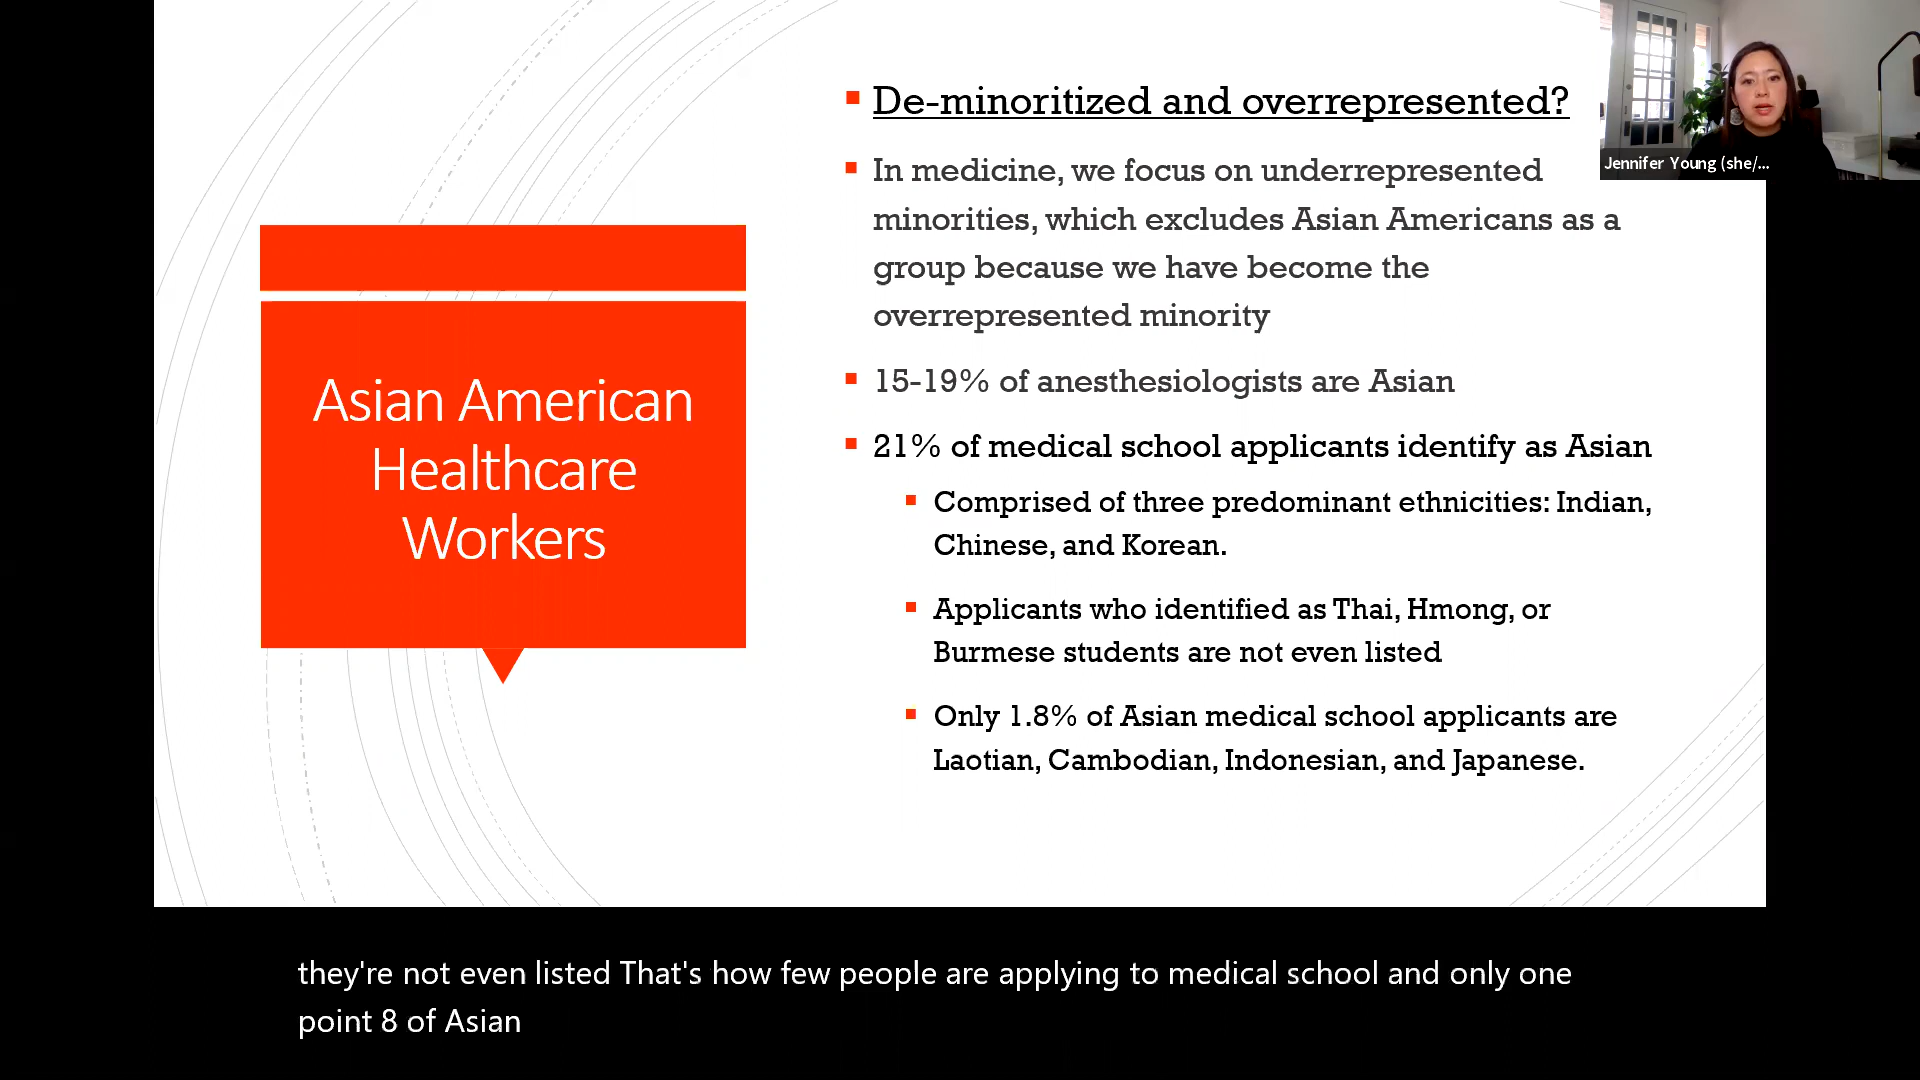 Asian American
Healthcare
Workers
De-minoritized and overrepresented?
In medicine, we focus on underrepresented
minorities, which excludes Asian Americans as a
group because we have become the
overrepresented minority
15-19% of anesthesiologists are Asian
21% of medical school applicants identify as Asian
Comprised of three predominant ethnicities: Indian,
Chinese, and Korean.
Applicants who identified as Thai, Hmong, or
Burmese students are not even listed
Only 1.8% of Asian medical school applicants are
Laotian, Cambodian, Indonesian, and Japanese.
Jennifer Young (she/...
they're not even listed That's how few people are applying to medical school and only one
point 8 of Asian